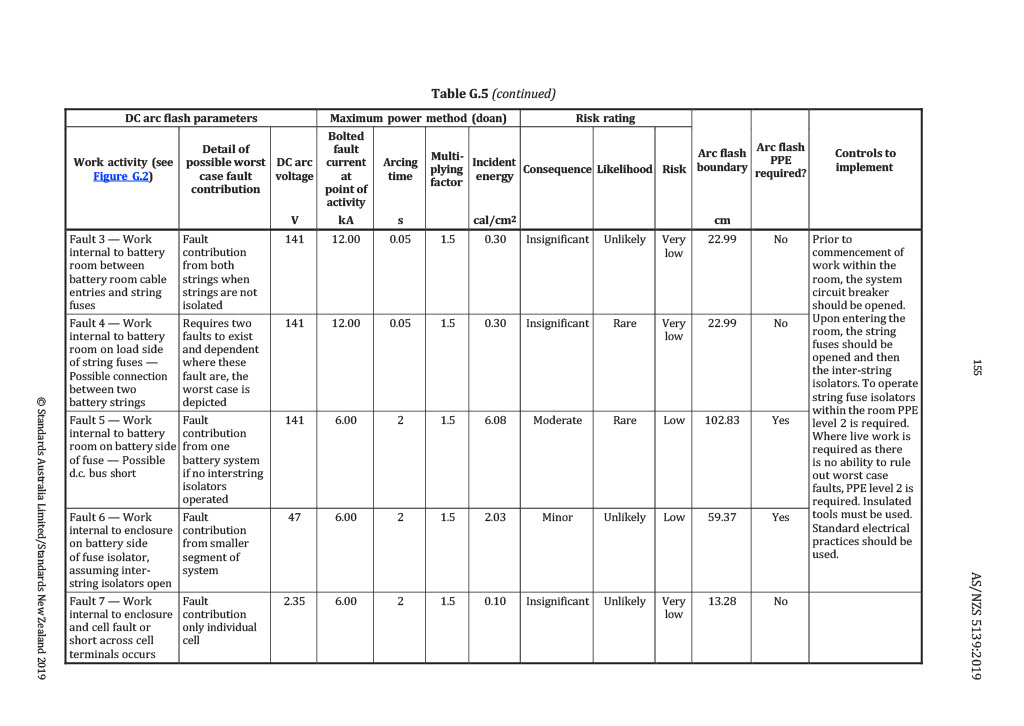 Table G.5 (continued)
DC arc flash parameters
Maximum power method (doan)
Risk rating
Arc flash
boundary
cm
Arc flash
PPE
required?
Controls to
implement
Work activity (see
Figure G.2)
Detail of
possible worst
case fault
contribution
DC arc
voltage
V
Bolted
fault
current
at
point of
activity
kA
Arcing
time
s
Multi-
plying
factor
Incident
energy
cal/cm²
Consequence
Likelihood
Risk
Fault 3 — Work
internal to battery
room between
battery room cable
entries and string
fuses
Fault
contribution
from both
strings when
strings are not
isolated
141
12.00
0.05
1.5
0.30
Insignificant
Unlikely
Very
low
22.99
No
Prior to
commencement of
work within the
room, the system
circuit breaker
should be opened.
Upon entering the
room, the string
fuses should be
opened and then
the inter-string
isolators. To operate
string fuse isolators
within the room PPE
level 2 is required.
Where live work is
required as there
is no ability to rule
out worst case
faults, PPE level 2 is
required. Insulated
tools must be used.
Standard electrical
practices should be
used.
Fault 4 — Work
internal to battery
room on load side
of string fuses —
Possible connection
between two
battery strings
Requires two
faults to exist
and dependent
where these
fault are, the
worst case is
depicted
141
12.00
0.05
1.5
0.30
Insignificant
Rare
Very
low
22.99
No
Fault 5 — Work
internal to battery
room on battery side
of fuse — Possible
d.c. bus short
Fault
contribution
from one
battery system
if no interstring
isolators
operated
141
6.00
2
1.5
6.08
Moderate
Rare
Low
102.83
Yes
Fault 6 — Work
internal to enclosure
on battery side
of fuse isolator,
assuming inter-
string isolators open
Fault
contribution
from smaller
segment of
system
47
6.00
2
1.5
2.03
Minor
Unlikely
Low
59.37
Yes
Fault 7 — Work
internal to enclosure
and cell fault or
short across cell
terminals occurs
Fault
contribution
only individual
cell
2.35
6.00
2
1.5
0.10
Insignificant
Unlikely
Very
low
13.28
No
© Standards Australia Limited/Standards New Zealand 2019
155
AS/NZS 5139:2019